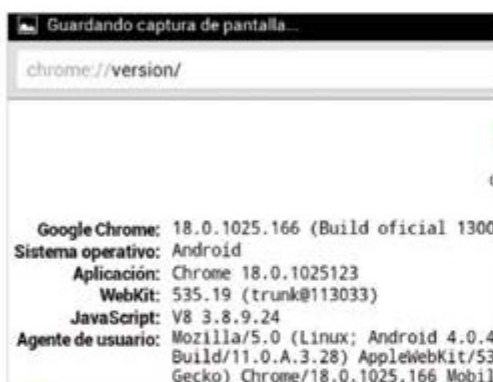 Guardando captura de pantalla...
chrome://version/
Google Chrome: 18.0.1025.166 (Build oficial 1300
Sistema operativo: Android
Aplicación: Chrome 18.0.1025123
WebKit: 535.19 (trunk@113033)
JavaScript: V8 3.8.9.24
Agente de usuario: Mozilla/5.0 (Linux; Android 4.0.4
Build/11.0.A.3.28) AppleWebKit/53
Gecko) Chrome/18.0.1025.166 Mobil